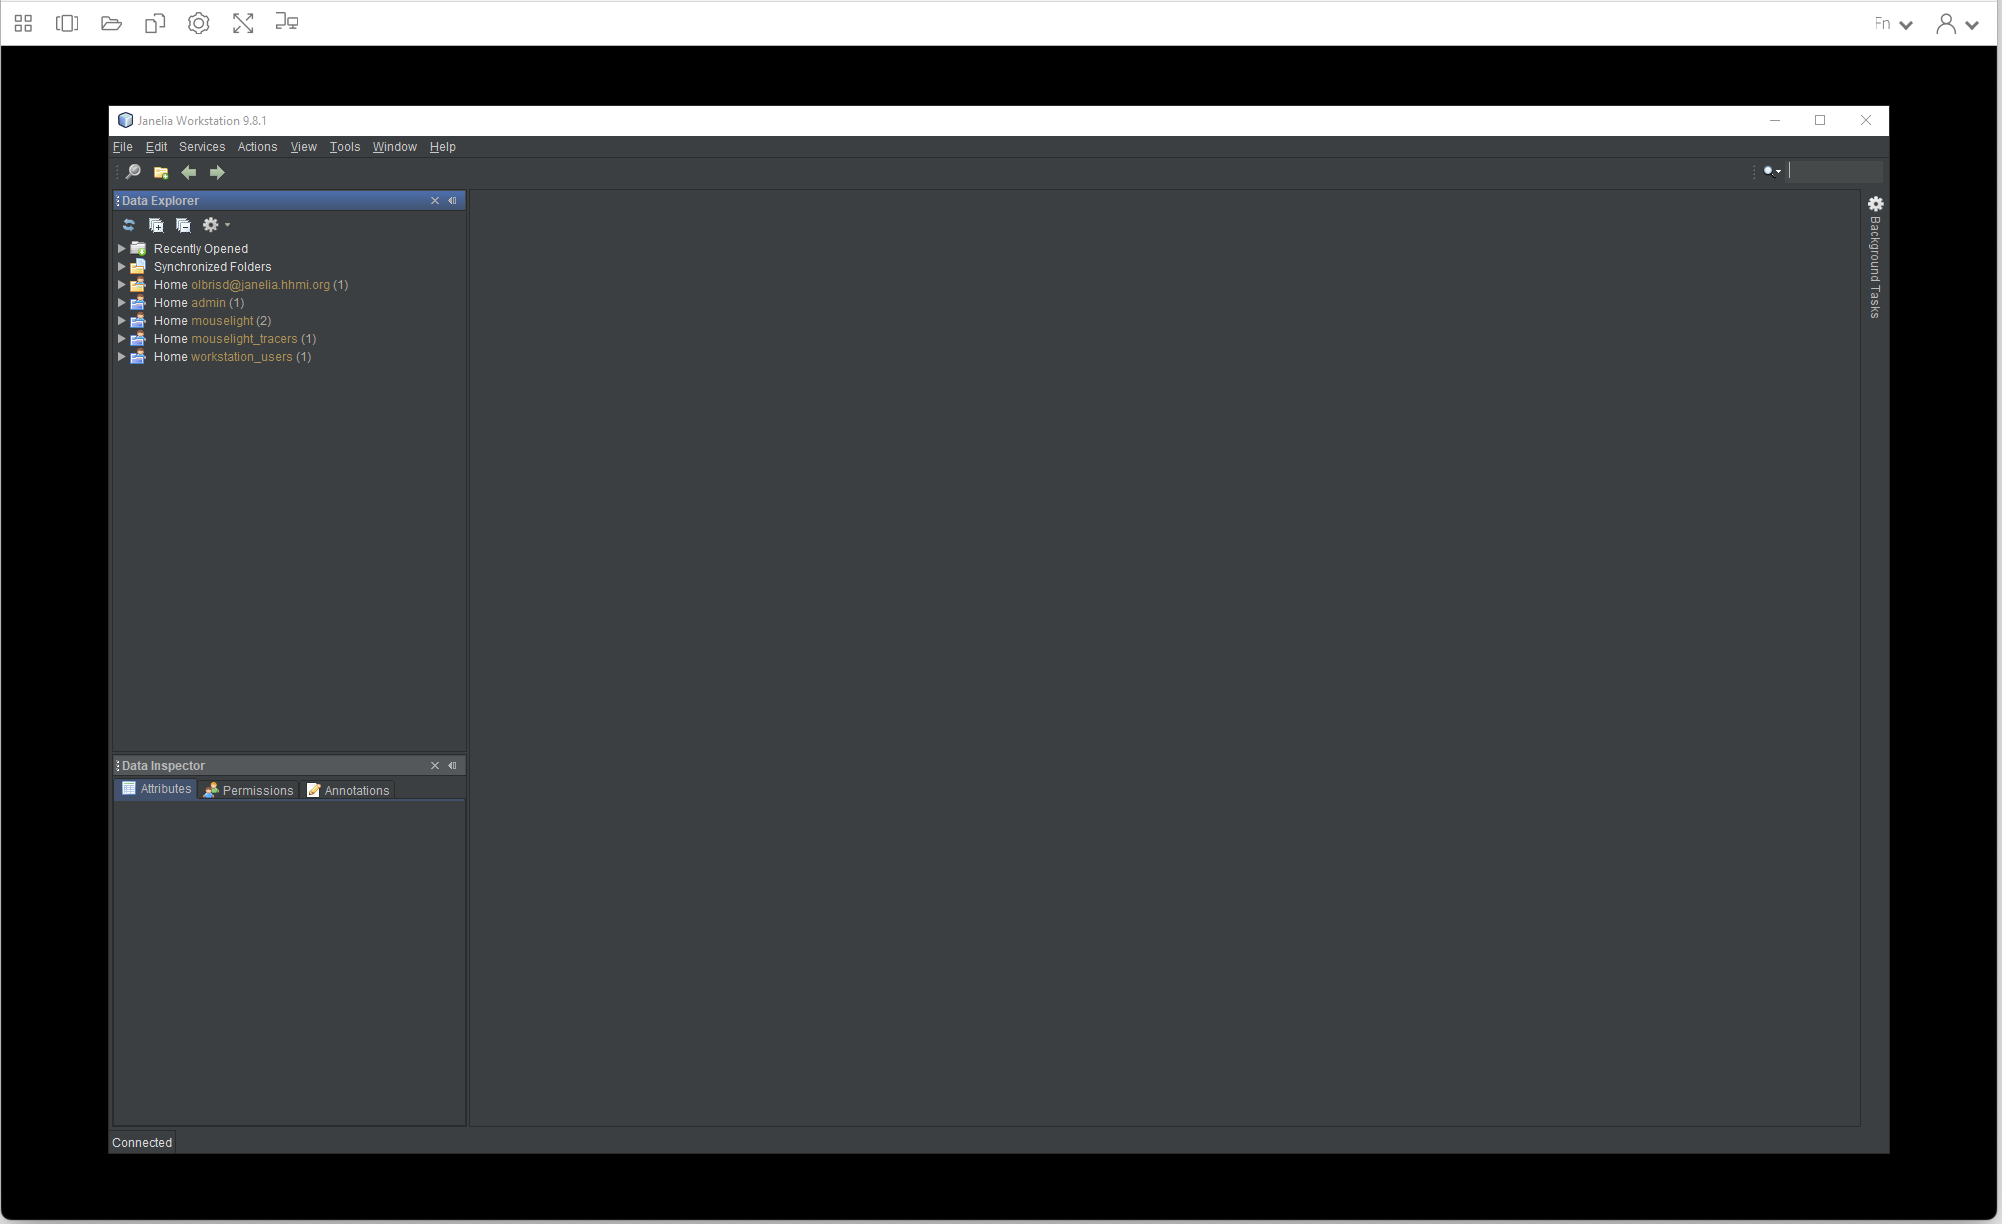 Fn
Janelia Workstation 9.8.1
File Edit Services Actions View Tools Window Help
Data Explorer
Recently Opened
Synchronized Folders
Home olbrisd@janelia.hhmi.org (1)
Home admin (1)
Home mouselight (2)
Home mouselight_tracers (1)
Home workstation_users (1)
Background Tasks
Data Inspector
Attributes Permissions Annotations
Connected